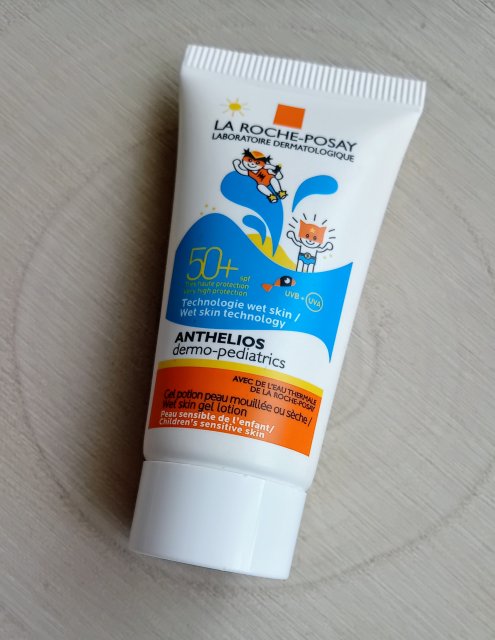 LA ROCHE-POSAY
LABORATOIRE DERMATOLOGIQUE
50+ spf
Très haute protection
Very high protection
UVB + UVA
Technologie wet skin /
Wet skin technology
ANTHELIOS
dermo-pediatrics
AVEC DE L'EAU THERMALE
DE LA ROCHE-POSAY
Gel potion peau mouillée ou sèche /
Wet skin gel lotion
Peau sensible de l'enfant/
Children's sensitive skin